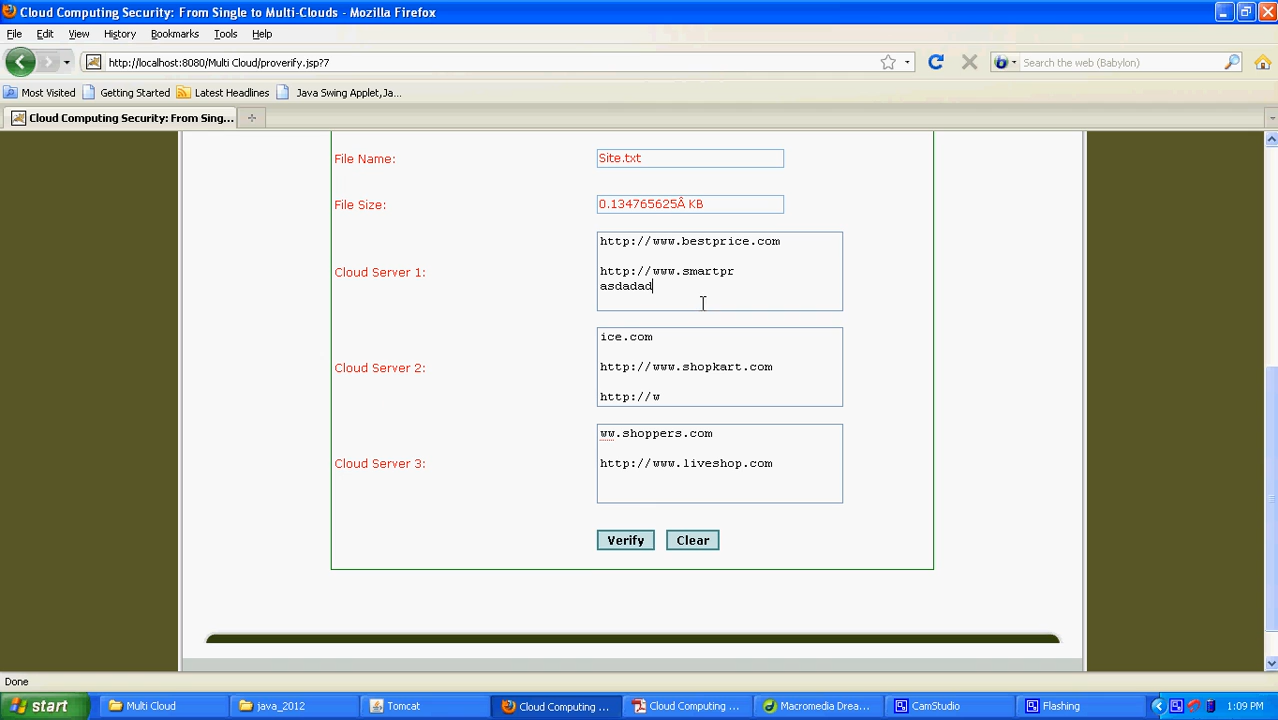 Cloud Computing Security: From Single to Multi-Clouds - Mozilla Firefox
File Edit View History Bookmarks Tools Help
http://localhost:8080/Multi Cloud/proverify.jsp?7
Search the web (Babylon)
Most Visited Getting Started Latest Headlines Java Swing Applet,Ja...
Cloud Computing Security: From Sing...
File Name: Site.txt
File Size: 0.134765625Â KB
Cloud Server 1:
http://www.bestprice.com
http://www.smartpr
asdadad
Cloud Server 2:
ice.com
http://www.shopkart.com
http://w
Cloud Server 3:
ww.shoppers.com
http://www.liveshop.com
Verify Clear
Done
start Multi Cloud java_2012 Tomcat Cloud Computing ... Cloud Computing ... Macromedia Drea... CamStudio Flashing 1:09 PM